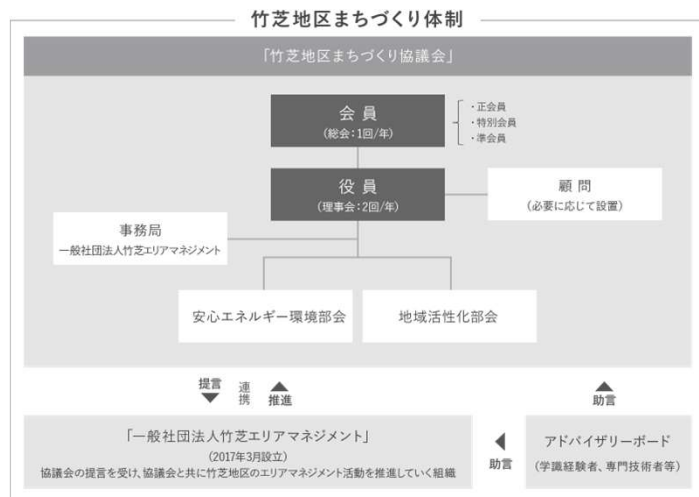 竹芝地区まちづくり体制
「竹芝地区まちづくり協議会」
会員
(総会:1回/年)
・正会員
・特別会員
・準会員
役員
(理事会:2回/年)
顧問
(必要に応じて設置)
事務局
一般社団法人竹芝エリアマネジメント
安心エネルギー環境部会
地域活性化部会
提言
連携
推進
助言
「一般社団法人竹芝エリアマネジメント」
(2017年3月設立)
協議会の提言を受け、協議会と共に竹芝地区のエリアマネジメント活動を推進していく組織
助言
アドバイザリーボード
(学識経験者、専門技術者等)